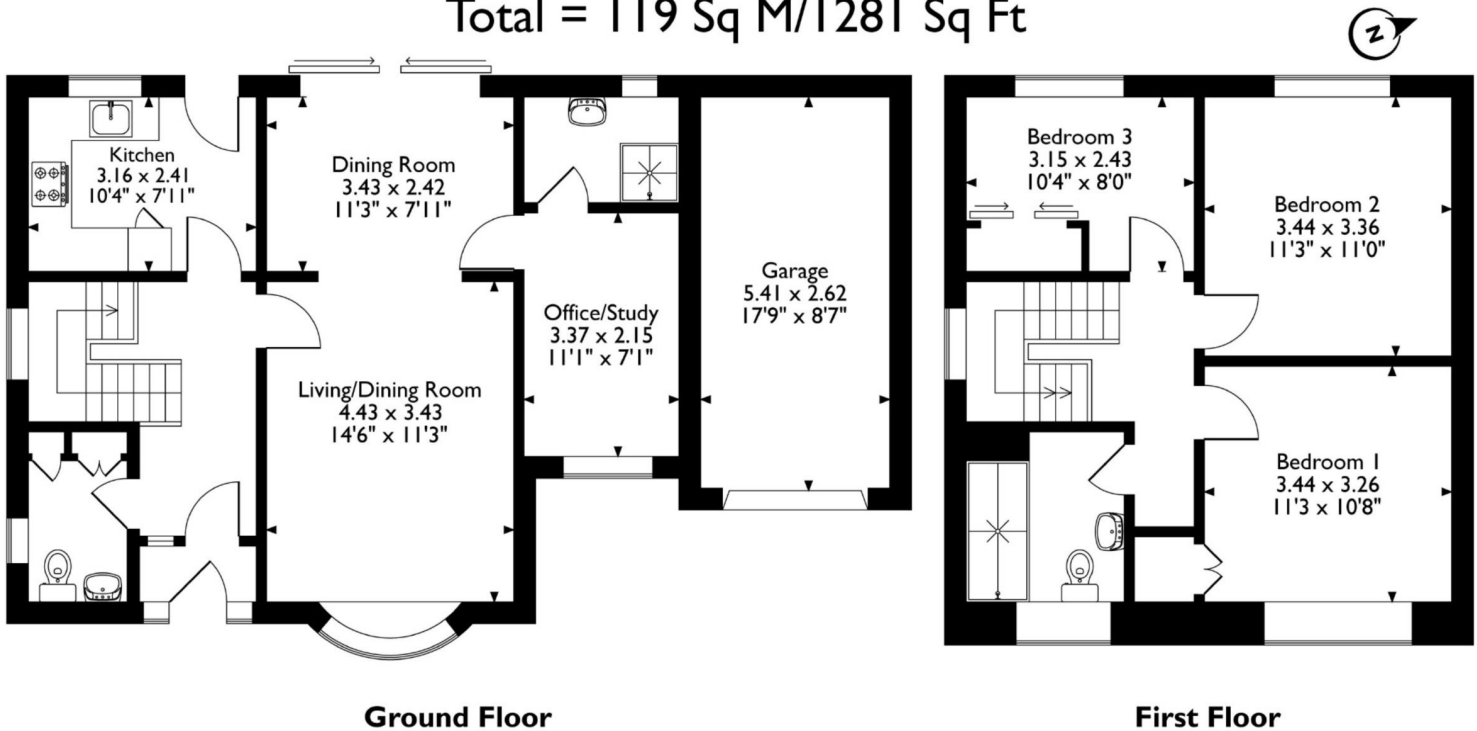 Total = 119 Sq M/1281 Sq Ft
N
Kitchen
3.16 x 2.41
10'4" x 7'11"
Dining Room
3.43 x 2.42
11'3" x 7'11"
Office/Study
3.37 x 2.15
11'1" x 7'1"
Garage
5.41 x 2.62
17'9" x 8'7"
Living/Dining Room
4.43 x 3.43
14'6" x 11'3"
Bedroom 3
3.15 x 2.43
10'4" x 8'0"
Bedroom 2
3.44 x 3.36
11'3" x 11'0"
Bedroom 1
3.44 x 3.26
11'3 x 10'8"
Ground Floor
First Floor